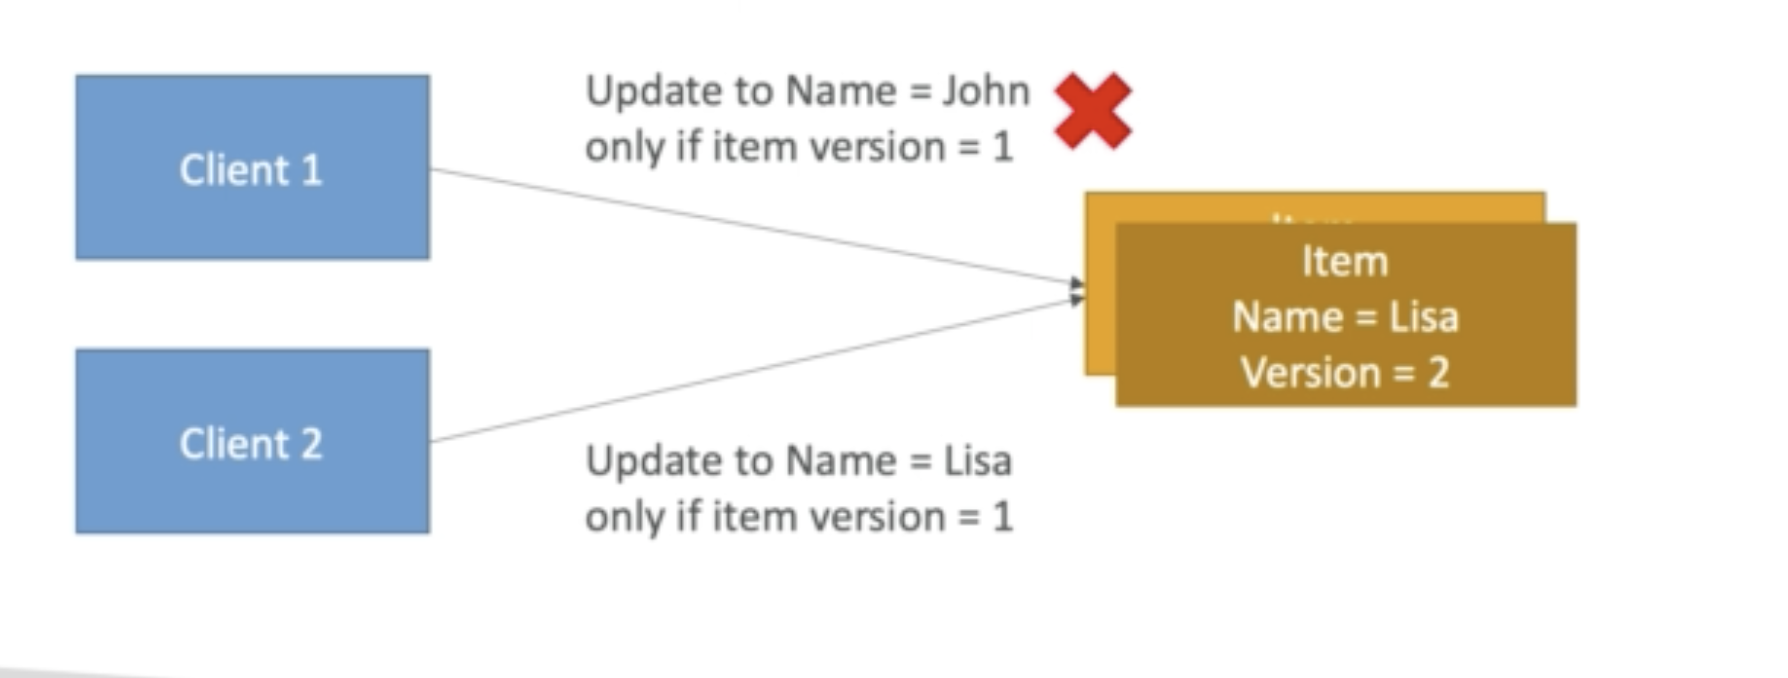 Client 1
Update to Name = John
only if item version = 1
Item
Name = Lisa
Version = 2
Client 2
Update to Name = Lisa
only if item version = 1